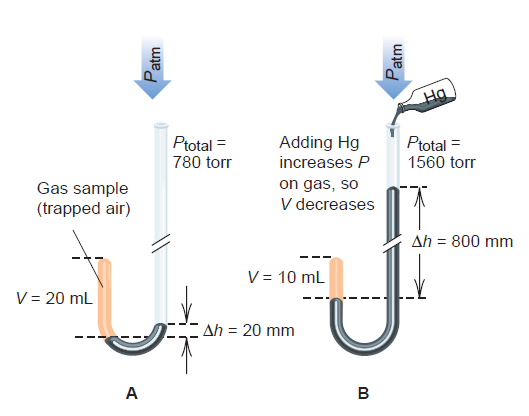 Patm
Ptotal =
780 torr
Gas sample
(trapped air)
V = 20 mL
Δh = 20 mm
A
Patm
Hg
Adding Hg
increases P
on gas, so
V decreases
Ptotal =
1560 torr
Δh = 800 mm
V = 10 mL
B